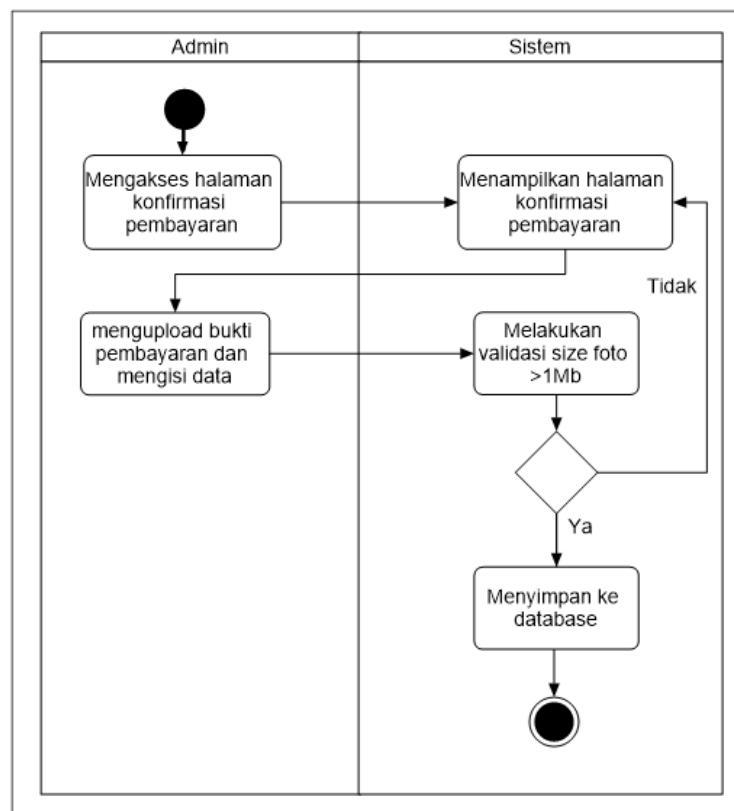 Admin
Sistem
Mengakses halaman
konfirmasi
pembayaran
Menampilkan halaman
konfirmasi
pembayaran
Tidak
mengupload bukti
pembayaran dan
mengisi data
Melakukan
validasi size foto
>1Mb
Ya
Menyimpan ke
database